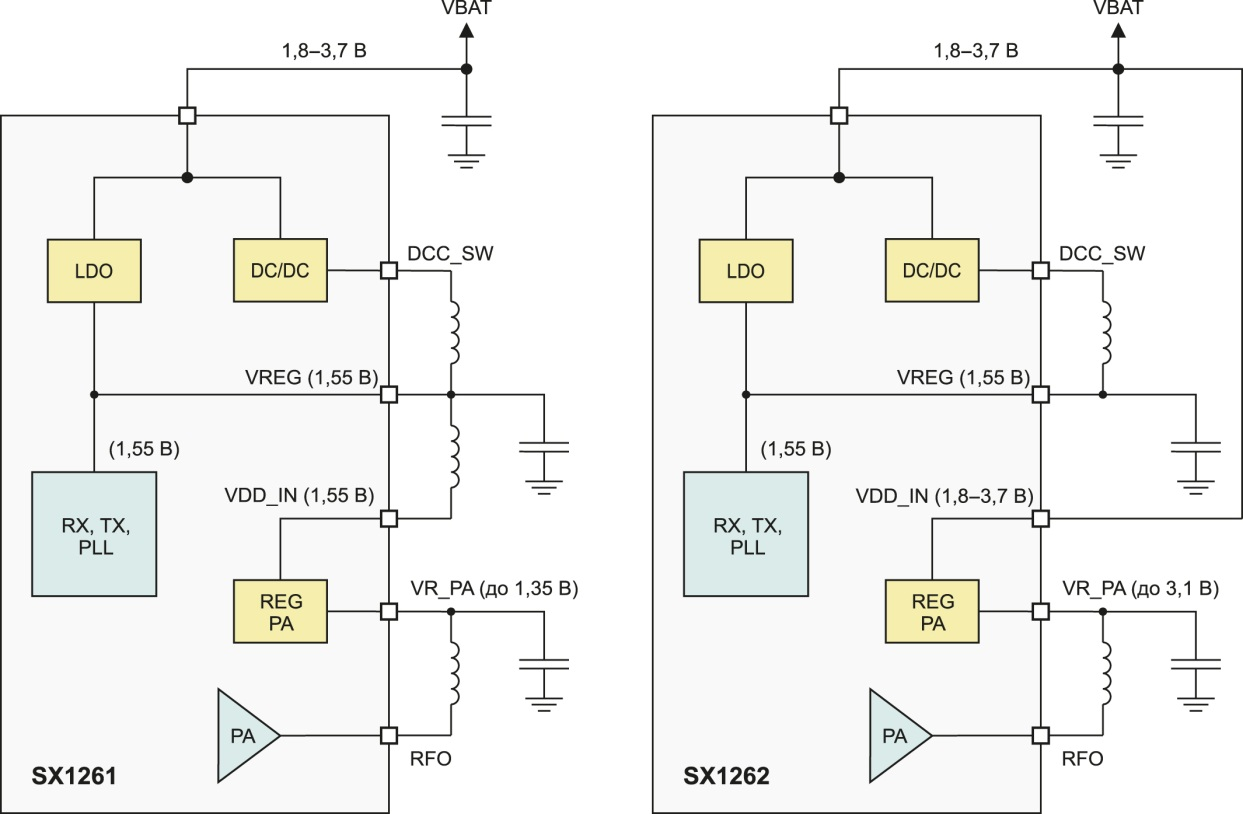 VBAT
1,8–3,7 В
LDO
DC/DC
DCC_SW
VREG (1,55 В)
(1,55 В)
VDD_IN (1,55 В)
RX, TX,
PLL
VR_PA (до 1,35 В)
REG
PA
PA
RFO
SX1261
VBAT
1,8–3,7 В
LDO
DC/DC
DCC_SW
VREG (1,55 В)
(1,55 В)
VDD_IN (1,8–3,7 В)
RX, TX,
PLL
VR_PA (до 3,1 В)
REG
PA
PA
RFO
SX1262